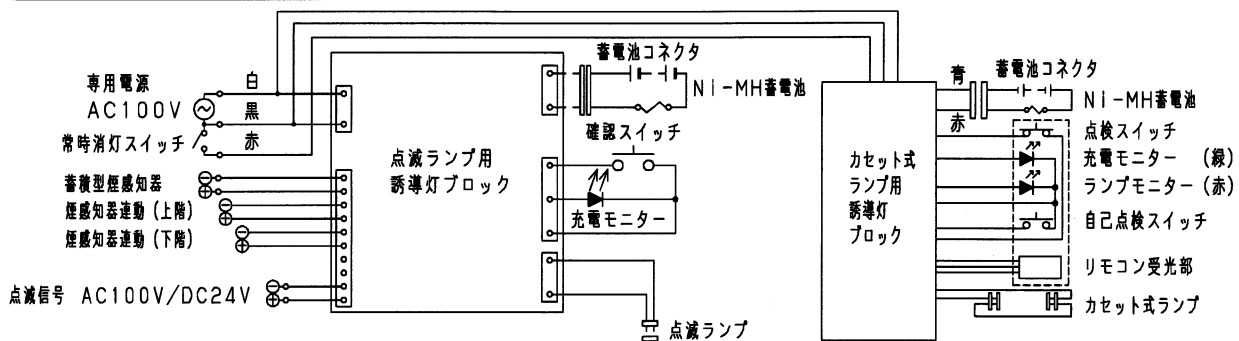 専用電源
AC100V
白
黒
赤
常時消灯スイッチ
蓄積型煙感知器
煙感知器連動(上階)
煙感知器連動(下階)
点滅信号 AC100V/DC24V
点滅ランプ用
誘導灯ブロック
蓄電池コネクタ
Ni-MH蓄電池
確認スイッチ
充電モニター
点滅ランプ
カセット式
ランプ用
誘導灯
ブロック
青
赤
蓄電池コネクタ
Ni-MH蓄電池
点検スイッチ
充電モニター (緑)
ランプモニター(赤)
自己点検スイッチ
リモコン受光部
カセット式ランプ